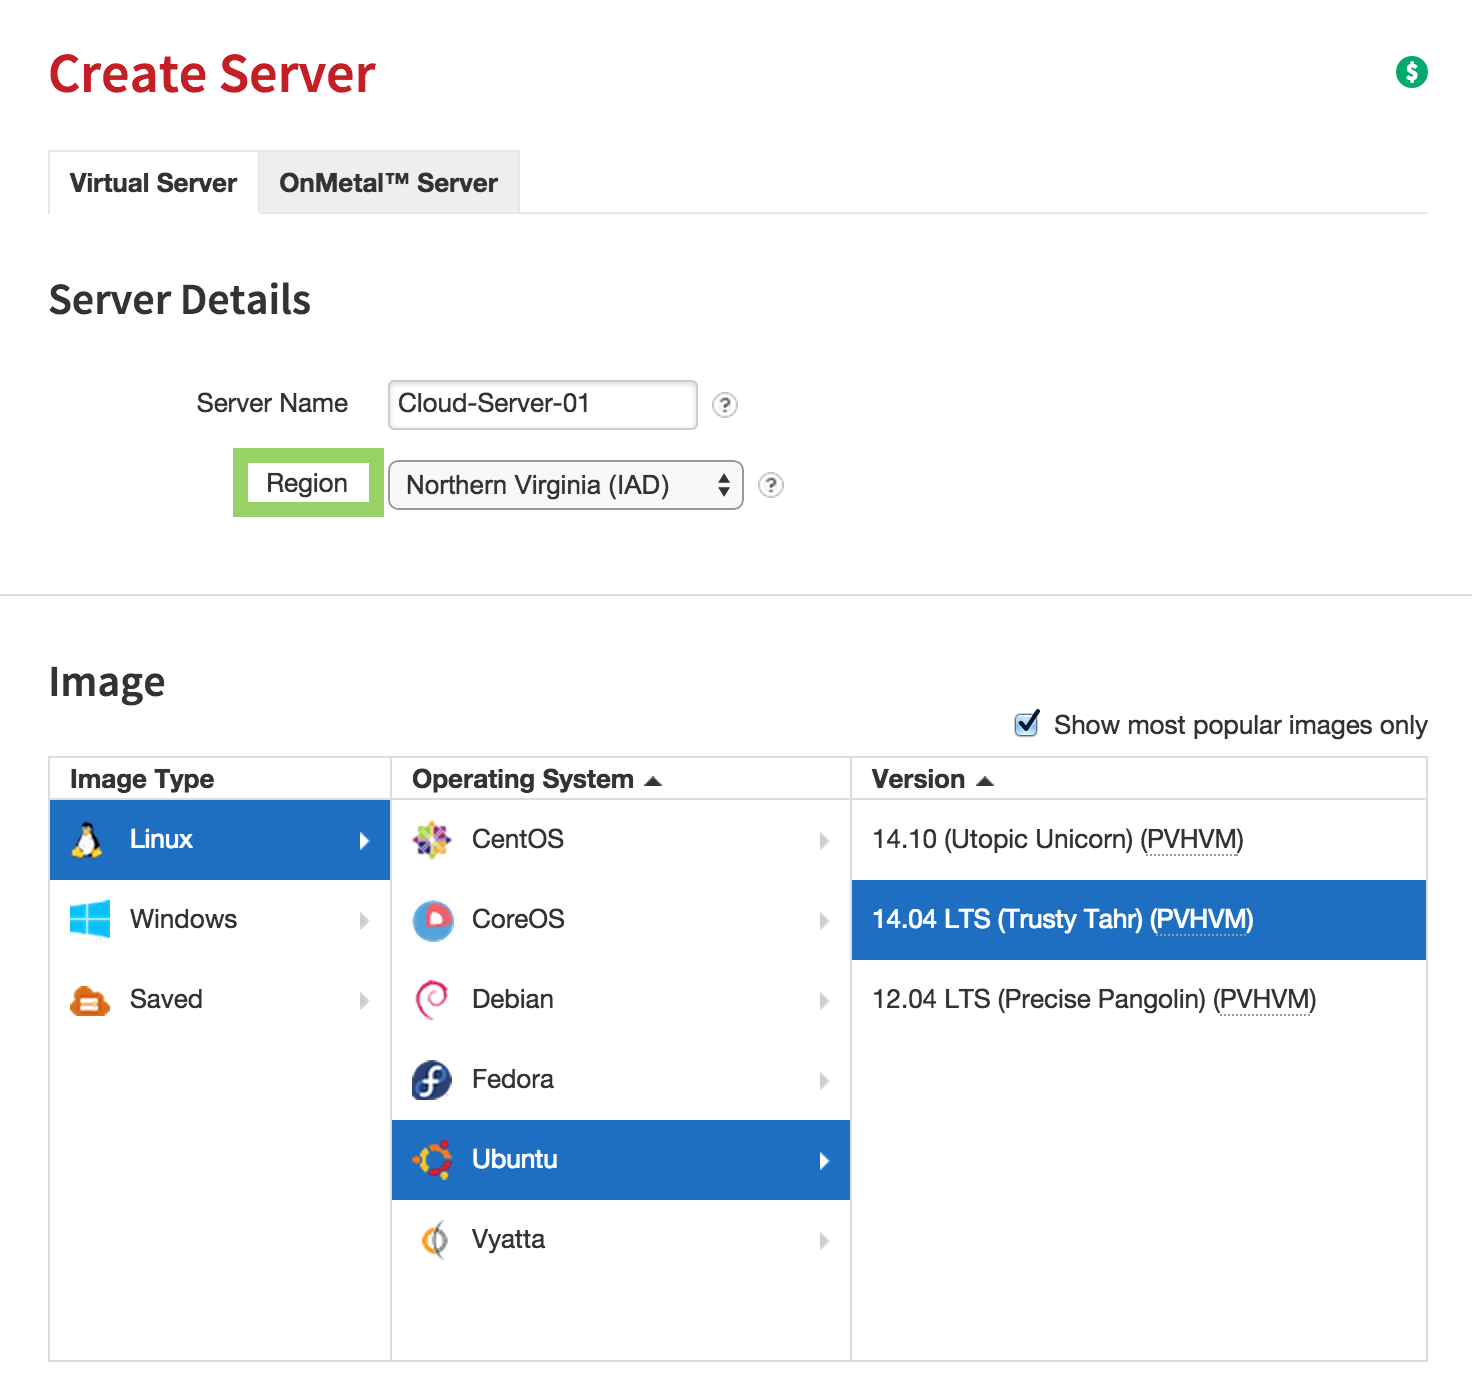 Create Server
$
Virtual Server
OnMetal™ Server
Server Details
Server Name
Cloud-Server-01
?
Region
Northern Virginia (IAD)
?
Image
Show most popular images only
Image Type
Operating System
Version
Linux
CentOS
14.10 (Utopic Unicorn) (PVHVM)
Windows
CoreOS
14.04 LTS (Trusty Tahr) (PVHVM)
Saved
Debian
12.04 LTS (Precise Pangolin) (PVHVM)
Fedora
Ubuntu
Vyatta